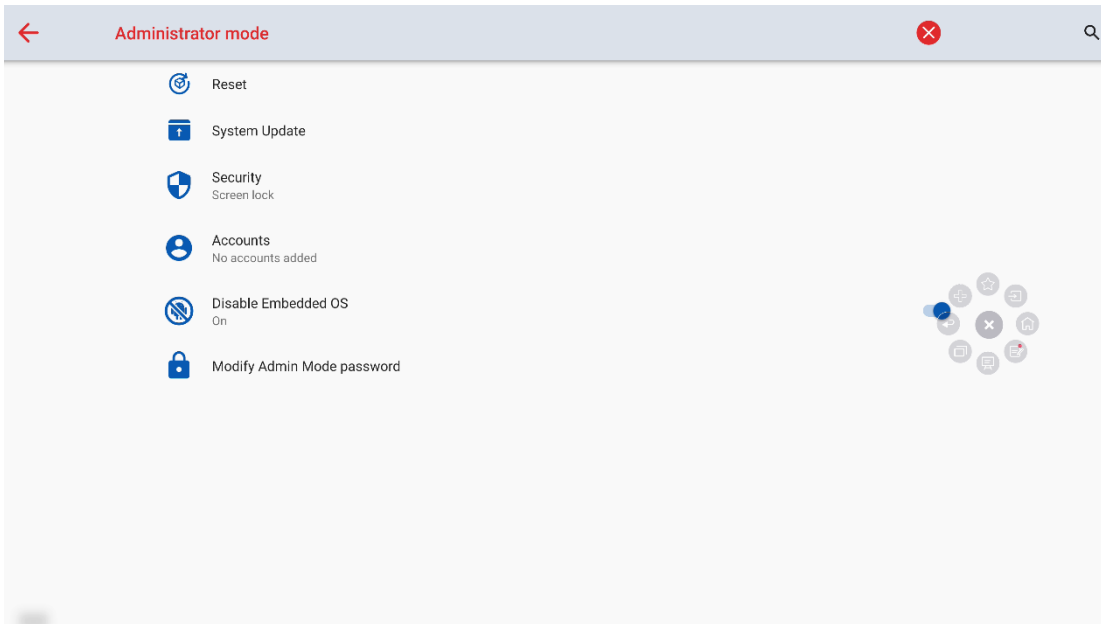 Administrator mode
Reset
System Update
Security
Screen lock
Accounts
No accounts added
Disable Embedded OS
On
Modify Admin Mode password